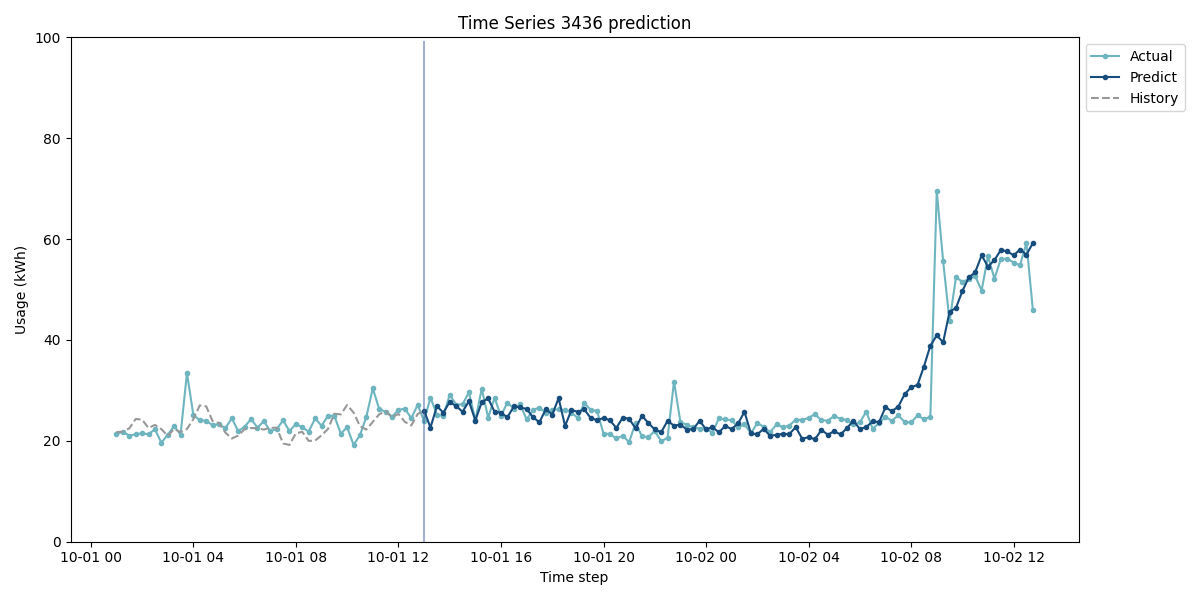 Time Series 3436 prediction
100
80
60
40
20
0
Usage (kWh)
10-01 00
10-01 04
10-01 08
10-01 12
10-01 16
10-01 20
10-02 00
10-02 04
10-02 08
10-02 12
Time step
Actual
Predict
History